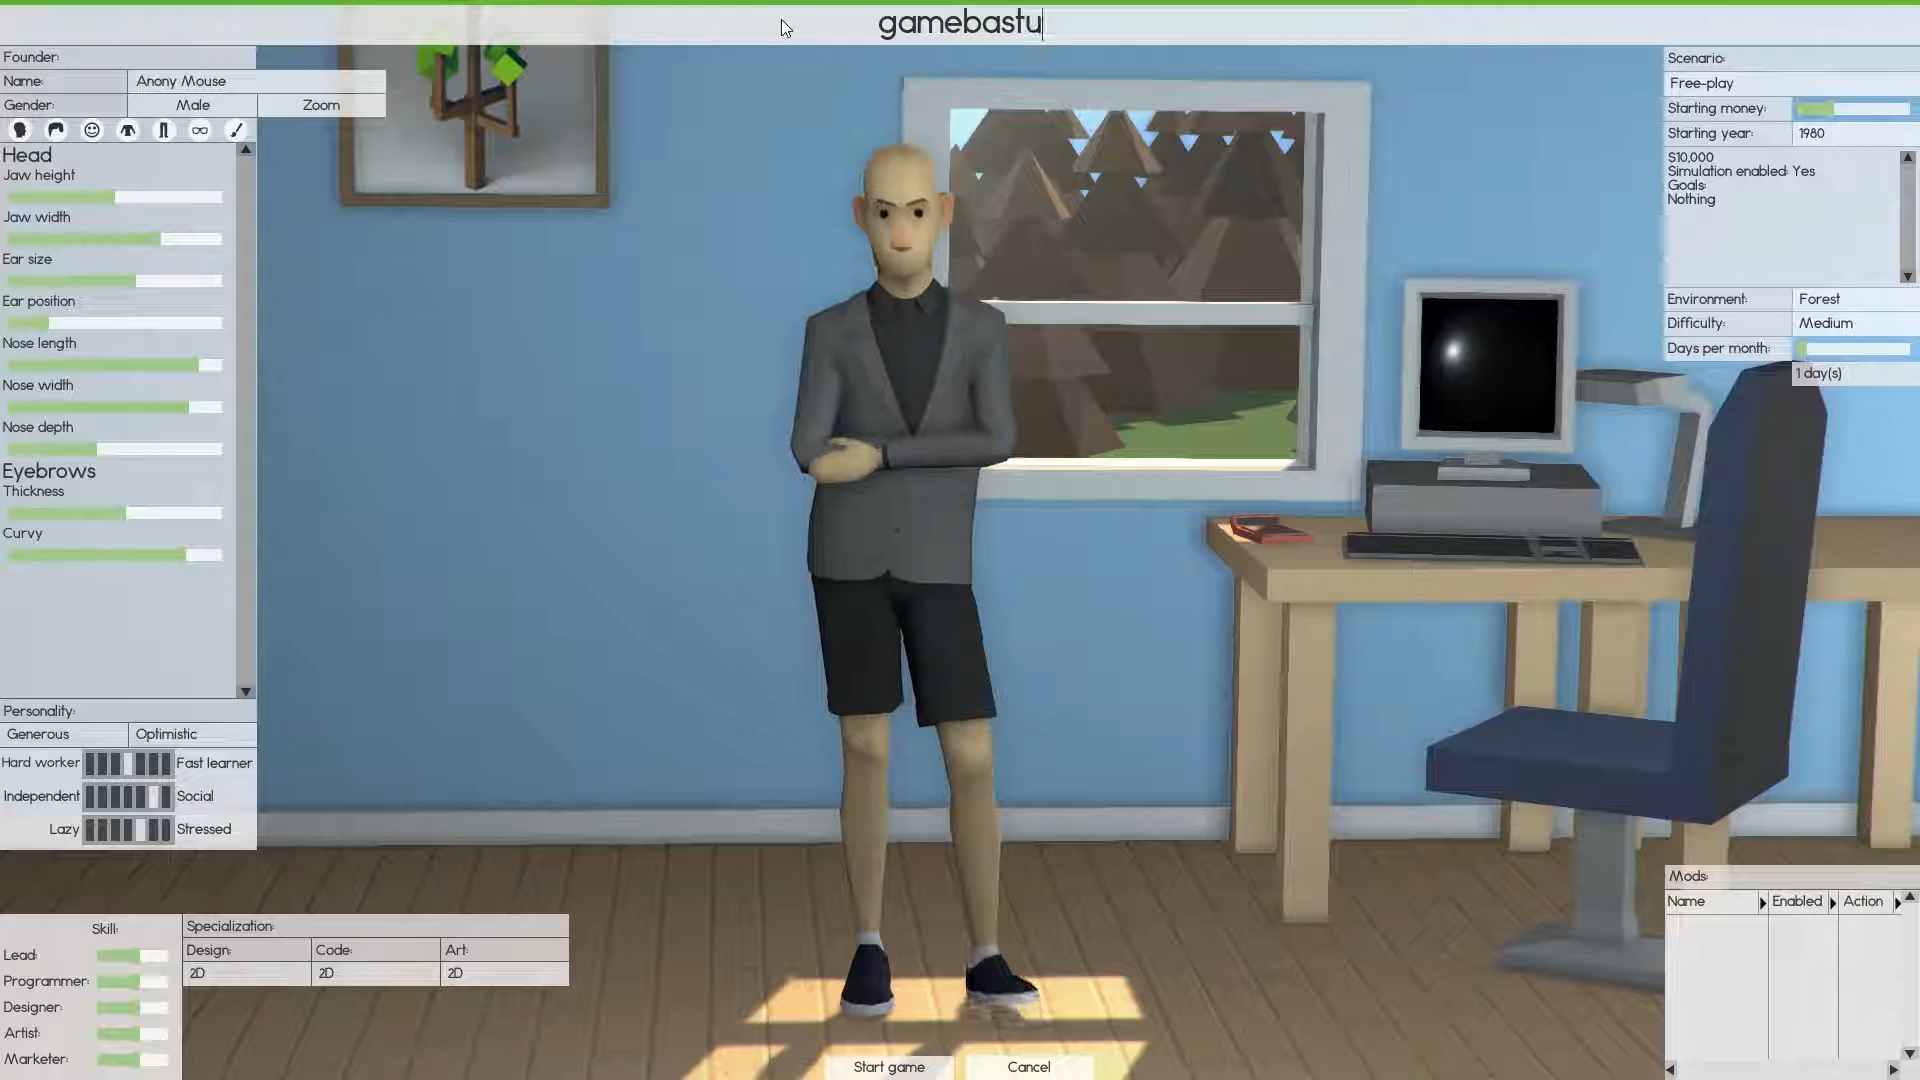 gamebastu
Founder:
Name: Anony Mouse
Gender: Male Zoom
Head
Jaw height
Jaw width
Ear size
Ear position
Nose length
Nose width
Nose depth
Eyebrows
Thickness
Curvy
Personality:
Generous Optimistic
Hard worker Fast learner
Independent Social
Lazy Stressed
Skill:
Lead:
Programmer:
Designer:
Artist:
Marketer:
Specialization:
Design: Code: Art:
2D 2D 2D
Start game Cancel
Scenario:
Free-play
Starting money:
Starting year: 1980
$10,000
Simulation enabled: Yes
Goals:
Nothing
Environment: Forest
Difficulty: Medium
Days per month:
1 day(s)
Mods:
Name Enabled Action